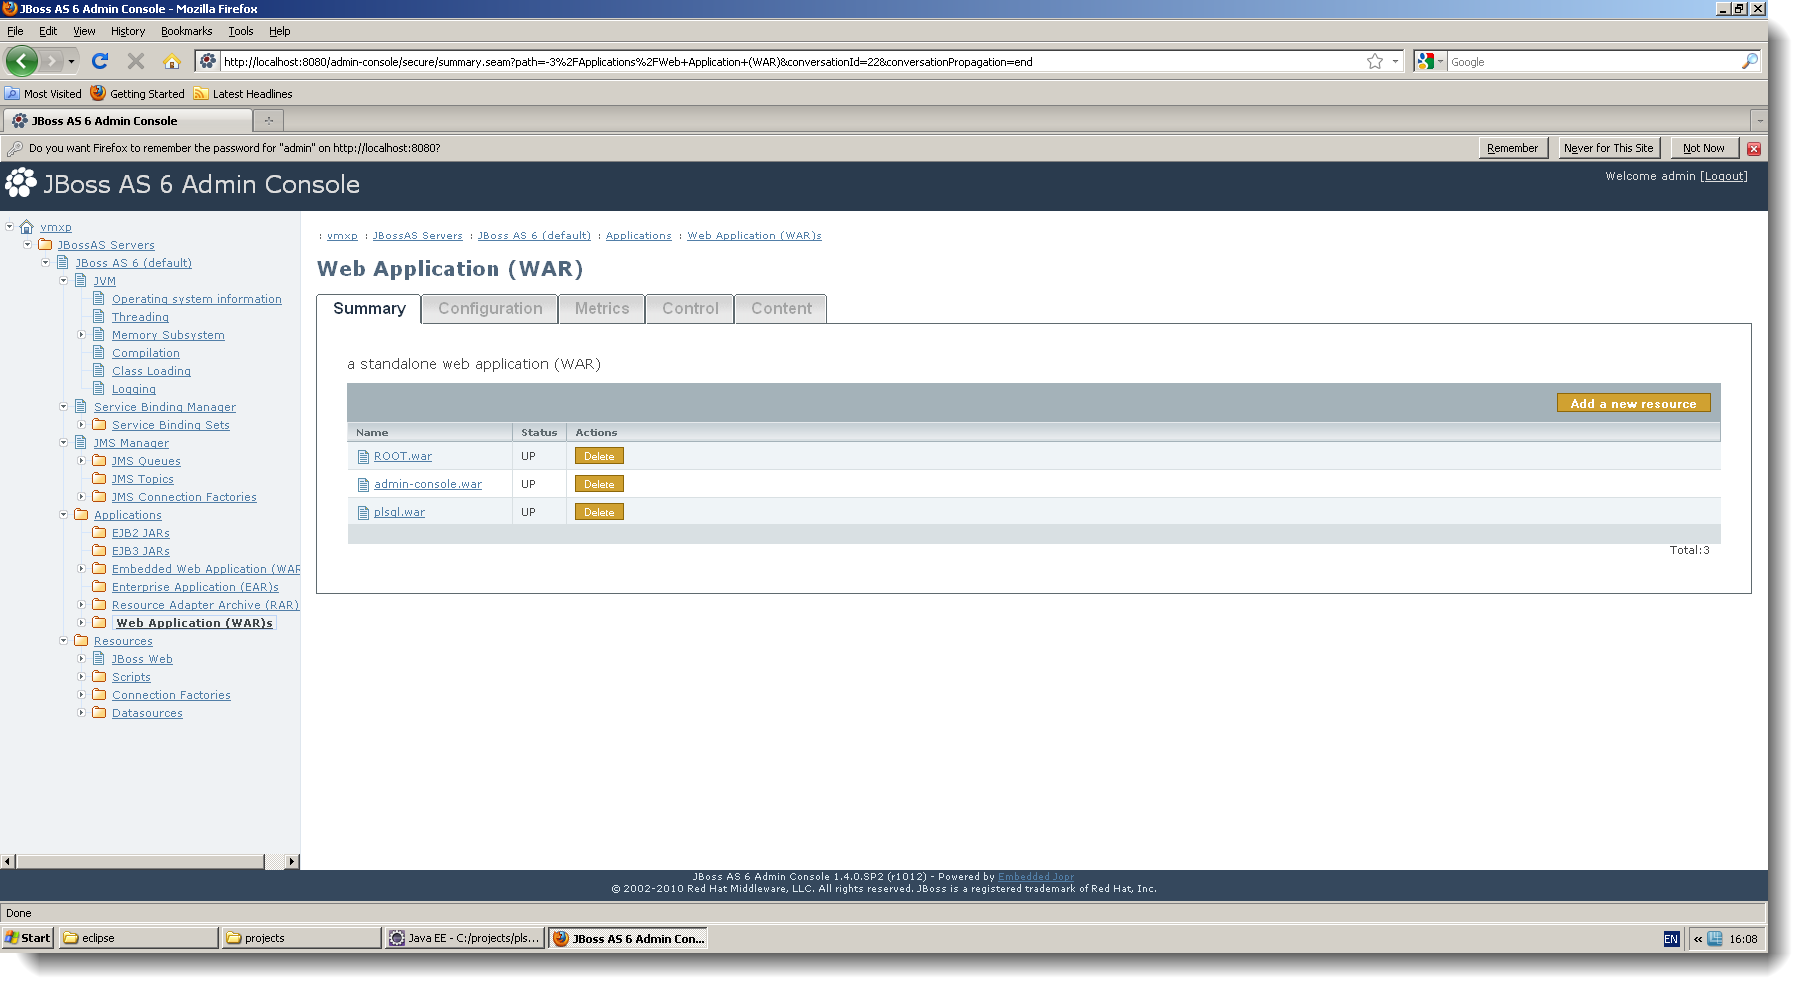 JBoss AS 6 Admin Console - Mozilla Firefox
File Edit View History Bookmarks Tools Help
http://localhost:8080/admin-console/secure/summary.seam?path=-3%2FApplications%2FWeb+Application+(WAR)&conversationId=22&conversationPropagation=end
Google
Most Visited Getting Started Latest Headlines
JBoss AS 6 Admin Console
Do you want Firefox to remember the password for "admin" on http://localhost:8080?
Remember Never for This Site Not Now
JBoss AS 6 Admin Console
Welcome admin [Logout]
vmxp
JBossAS Servers
JBoss AS 6 (default)
JVM
Operating system information
Threading
Memory Subsystem
Compilation
Class Loading
Logging
Service Binding Manager
Service Binding Sets
JMS Manager
JMS Queues
JMS Topics
JMS Connection Factories
Applications
EJB2 JARs
EJB3 JARs
Embedded Web Application (WAR
Enterprise Application (EAR)s
Resource Adapter Archive (RAR)
Web Application (WAR)s
Resources
JBoss Web
Scripts
Connection Factories
Datasources
: vmxp : JBossAS Servers : JBoss AS 6 (default) : Applications : Web Application (WAR)s
Web Application (WAR)
Summary Configuration Metrics Control Content
a standalone web application (WAR)
Add a new resource
Name Status Actions
ROOT.war UP Delete
admin-console.war UP Delete
plsql.war UP Delete
Total:3
JBoss AS 6 Admin Console 1.4.0.SP2 (r1012) - Powered by Embedded Jopr
© 2002-2010 Red Hat Middleware, LLC. All rights reserved. JBoss is a registered trademark of Red Hat, Inc.
Done
Start eclipse projects Java EE - C:/projects/pls... JBoss AS 6 Admin Con... EN « 16:08